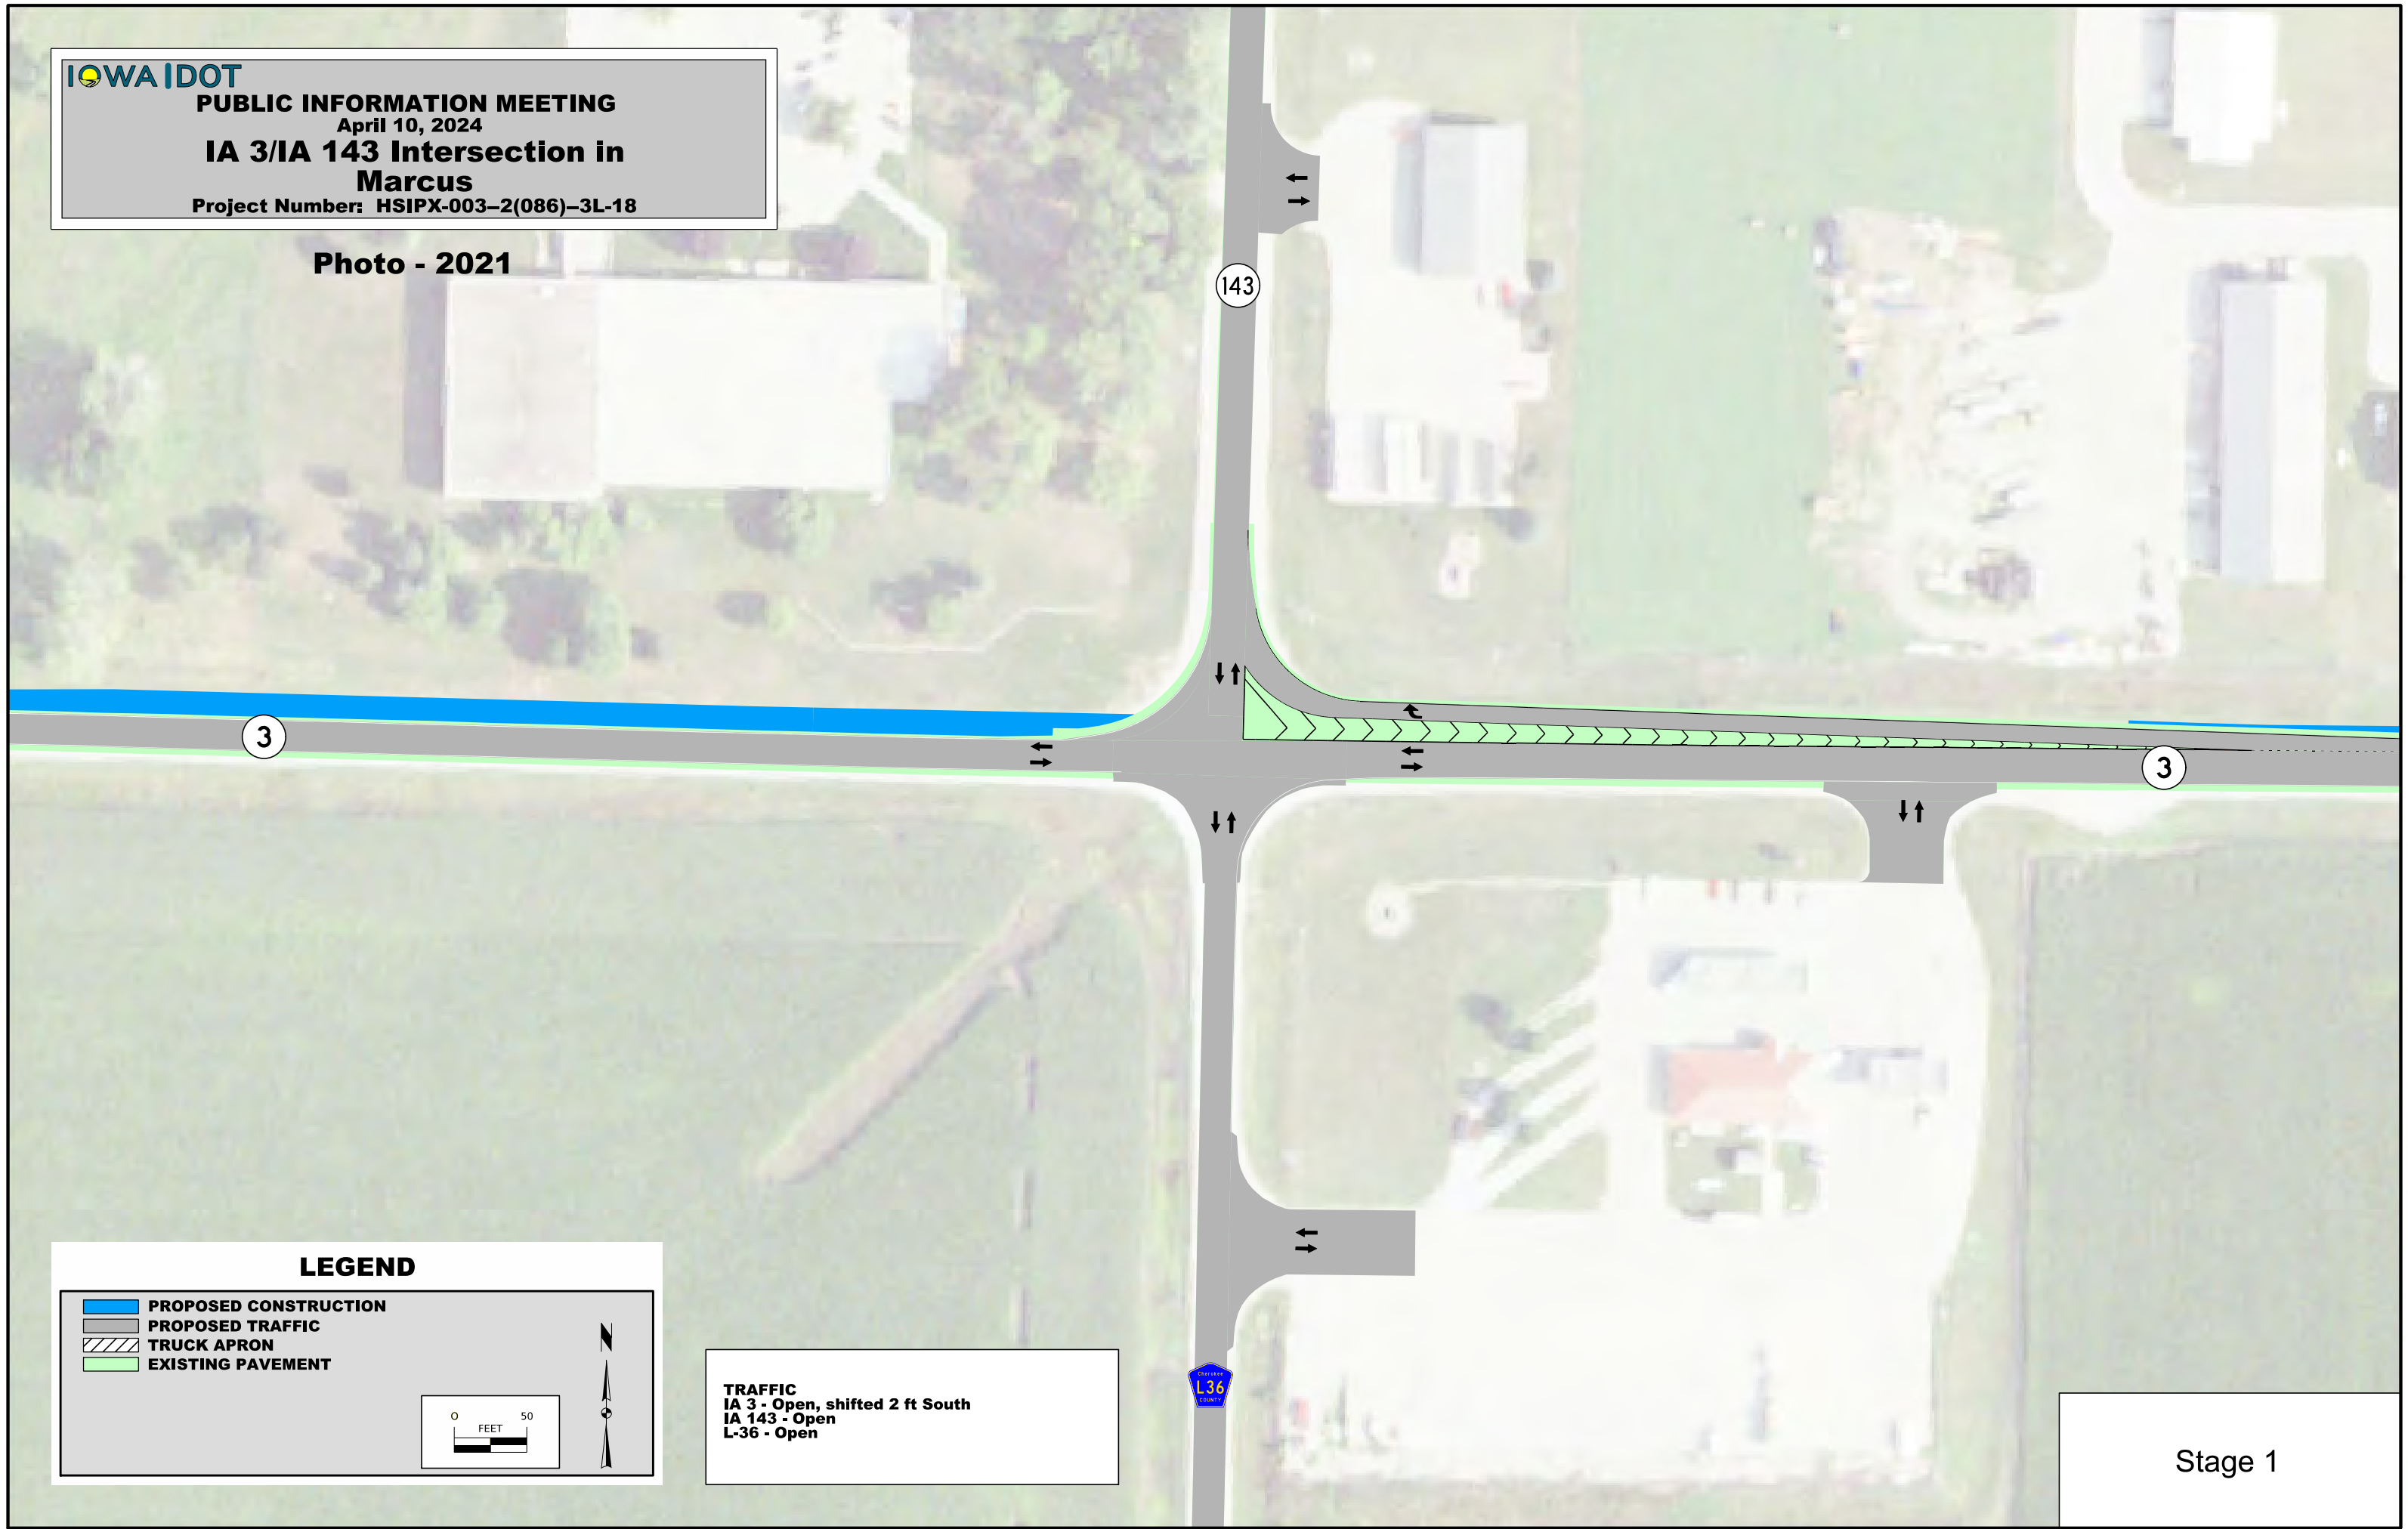 IOWA DOT
PUBLIC INFORMATION MEETING
April 10, 2024
IA 3/IA 143 Intersection in
Marcus
Project Number: HSIPX-003–2(086)–3L-18
Photo - 2021
143
3
3
LEGEND
PROPOSED CONSTRUCTION
PROPOSED TRAFFIC
TRUCK APRON
EXISTING PAVEMENT
N
0 50
FEET
TRAFFIC
IA 3 - Open, shifted 2 ft South
IA 143 - Open
L-36 - Open
Cherokee
L36
COUNTY
Stage 1